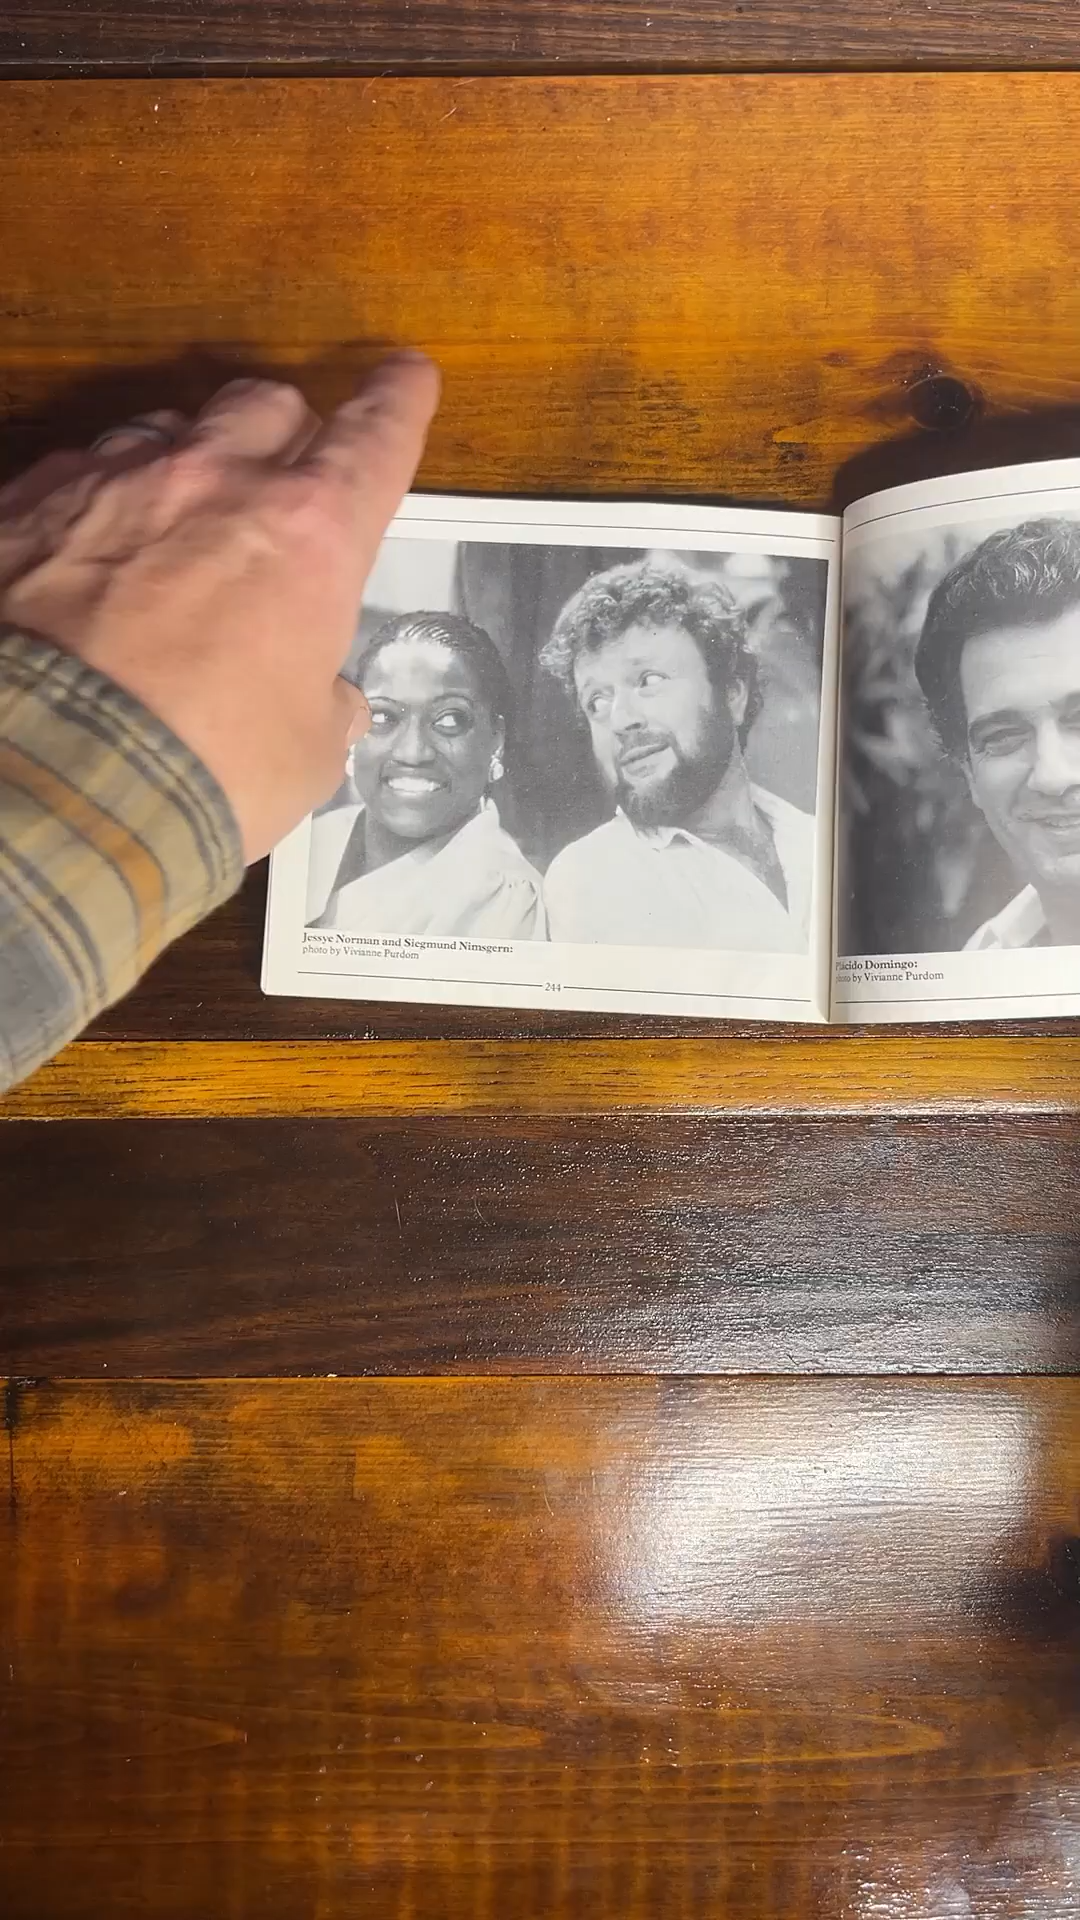 Jessye Norman and Siegmund Nimsgern:
photo by Vivianne Purdom
244
Plácido Domingo:
photo by Vivianne Purdom